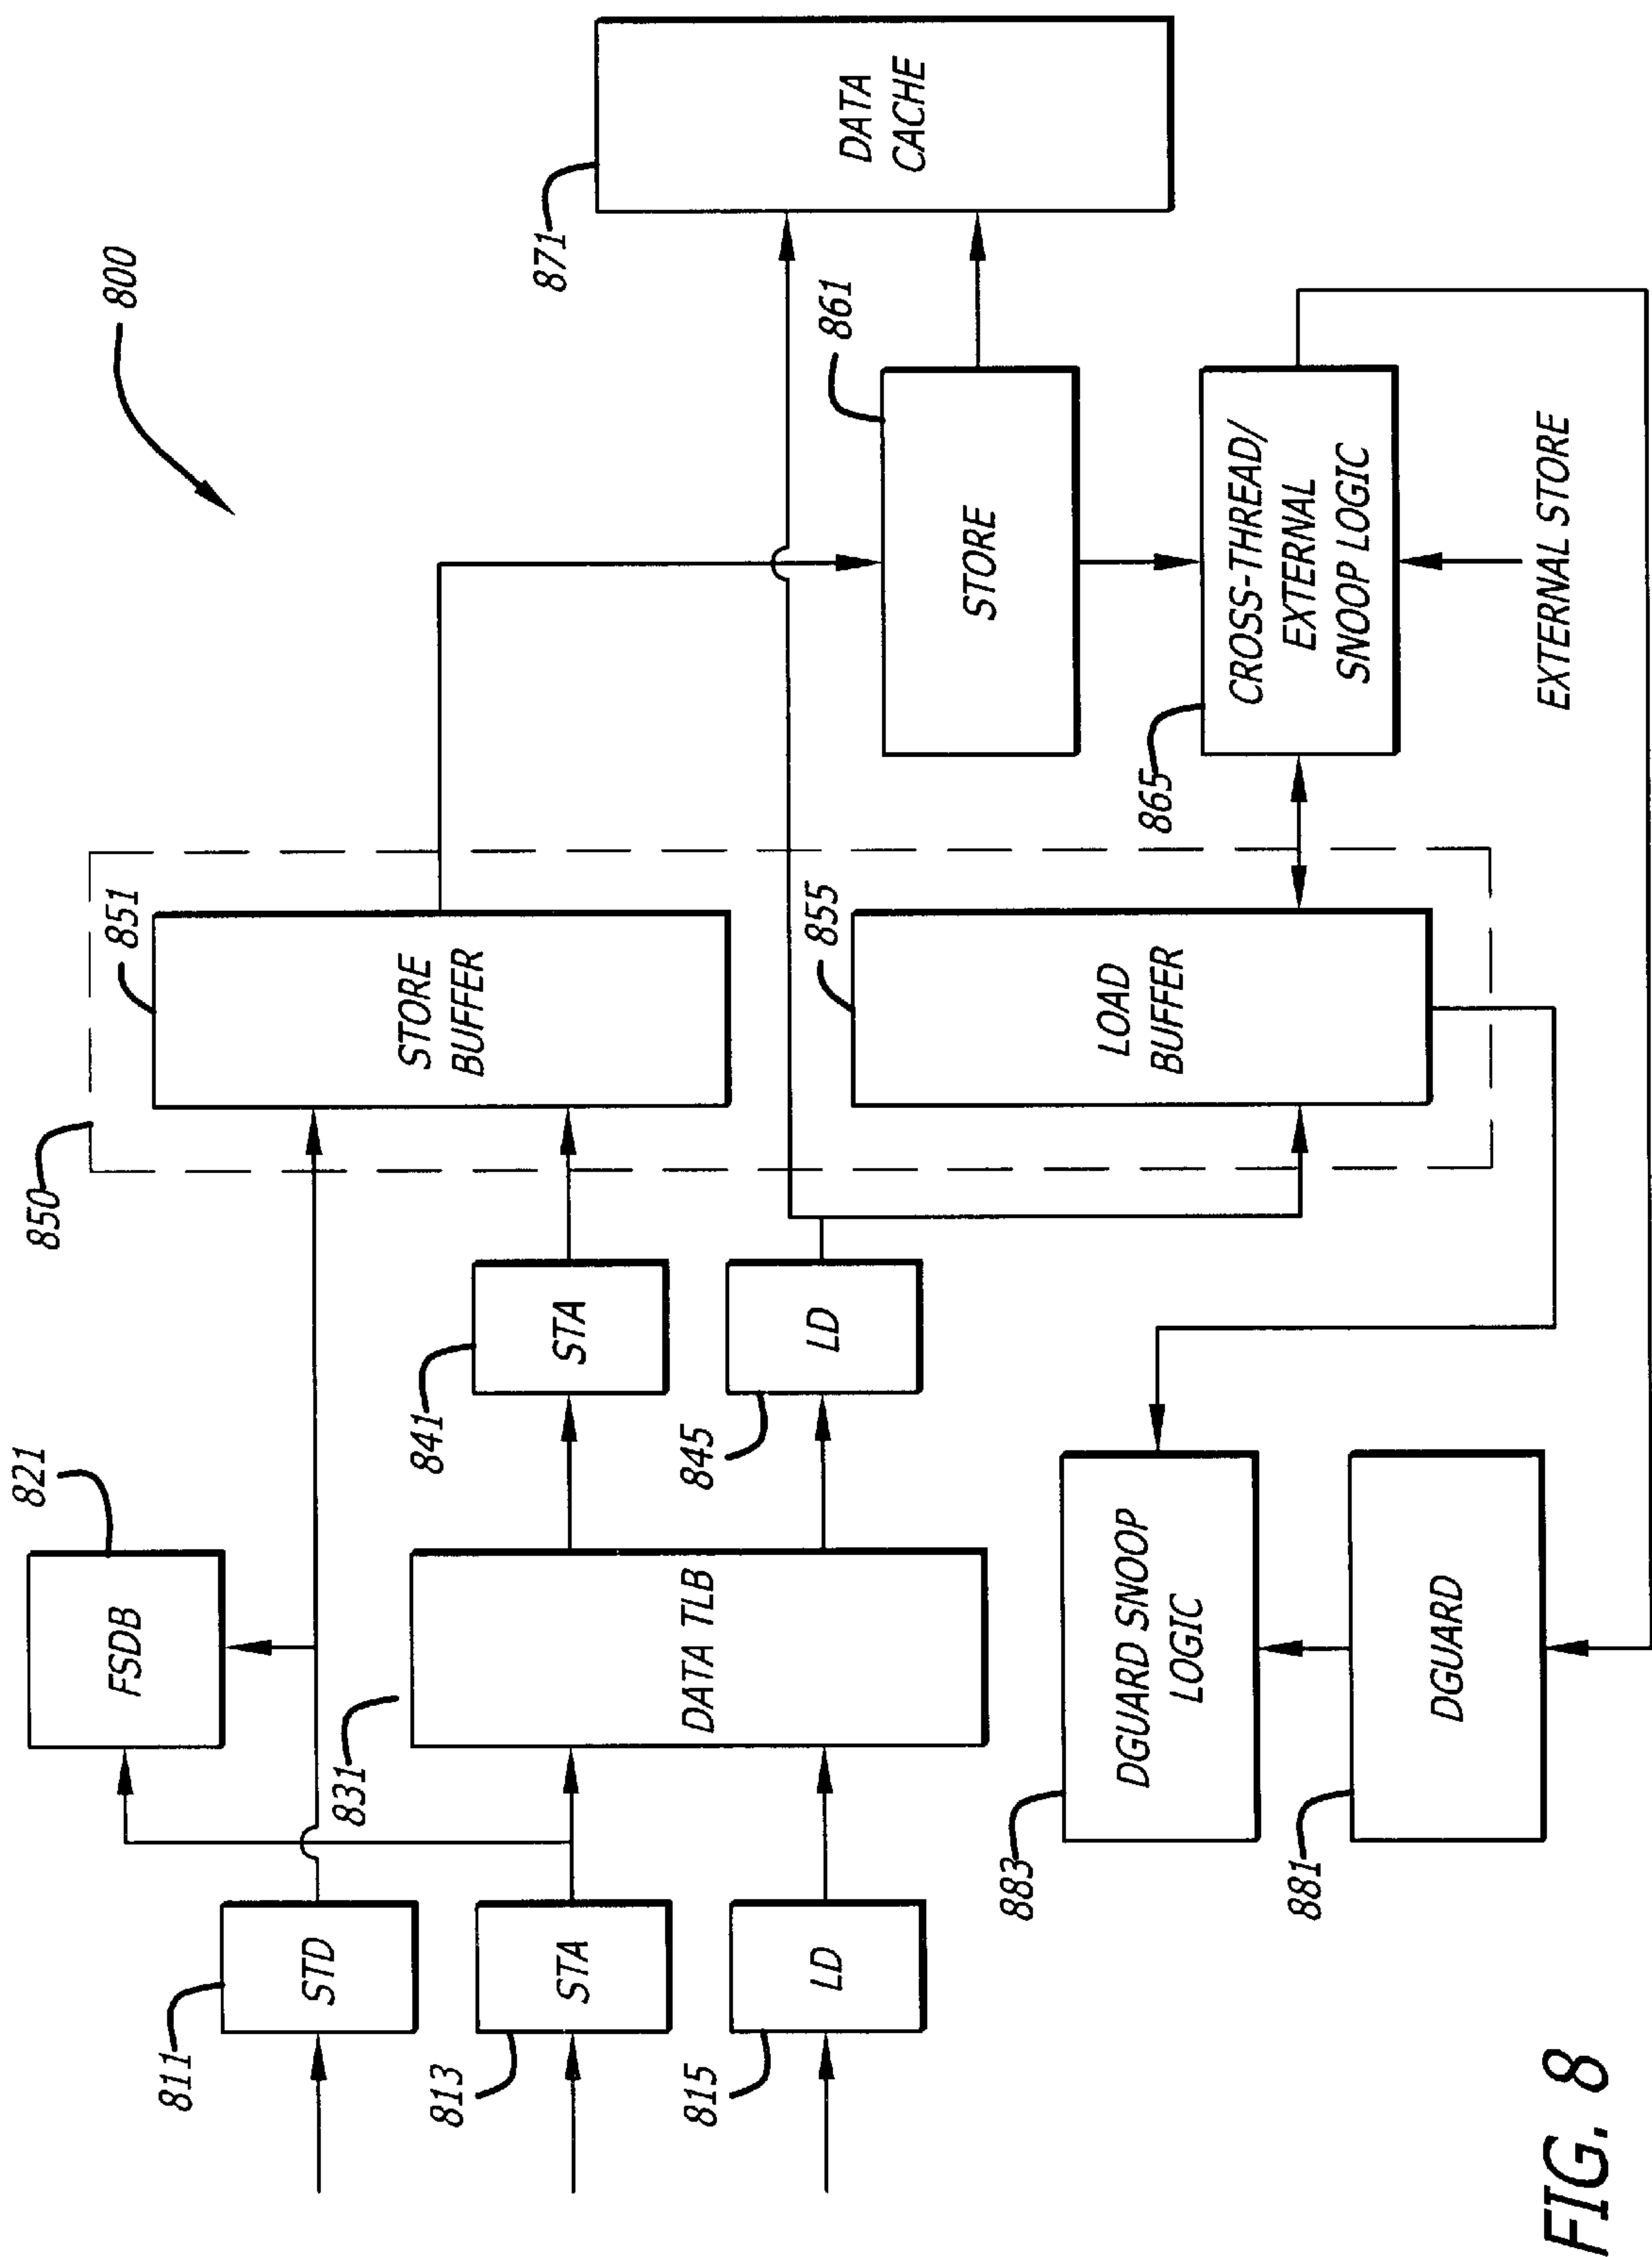 800
811
STD
813
STA
815
LD
821
FSDB
831
DATA TLB
841
STA
845
LD
850
851
STORE
BUFFER
855
LOAD
BUFFER
861
STORE
865
CROSS-THREAD/
EXTERNAL
SNOOP LOGIC
EXTERNAL STORE
871
DATA
CACHE
883
DGUARD SNOOP
LOGIC
881
DGUARD
FIG. 8